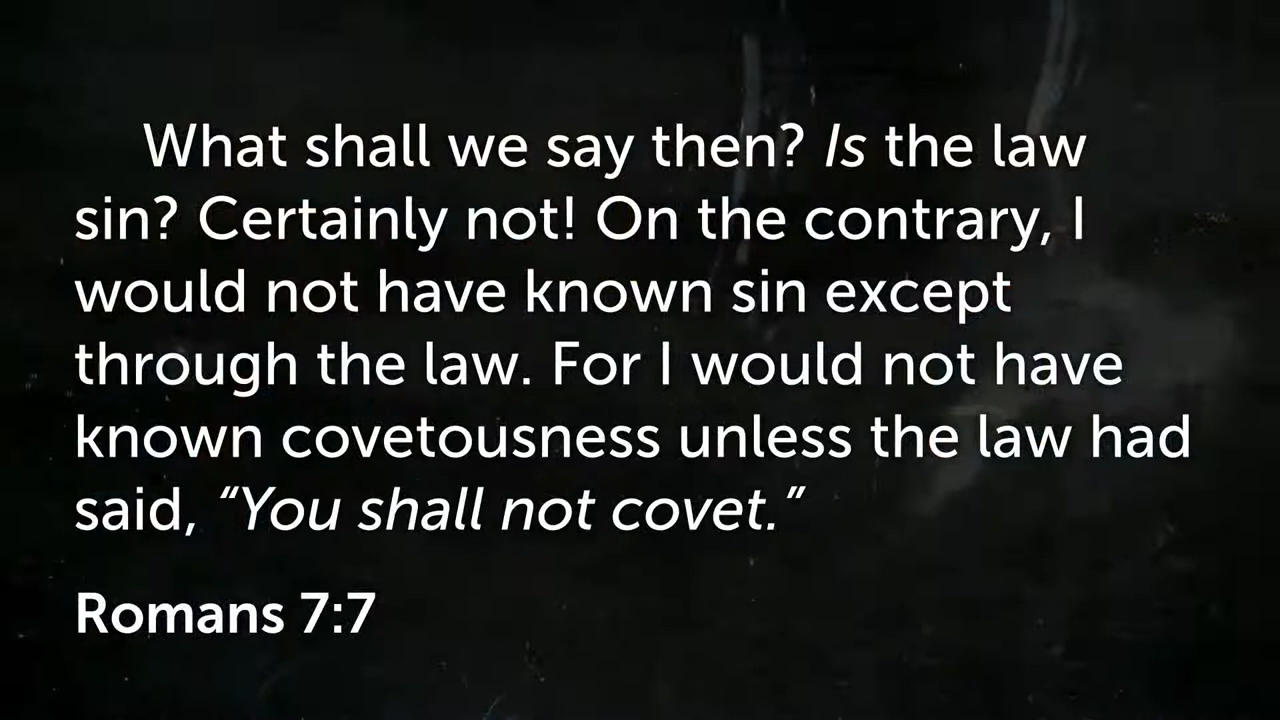 What shall we say then? Is the law
sin? Certainly not! On the contrary, I
would not have known sin except
through the law. For I would not have
known covetousness unless the law had
said, “You shall not covet.”
Romans 7:7